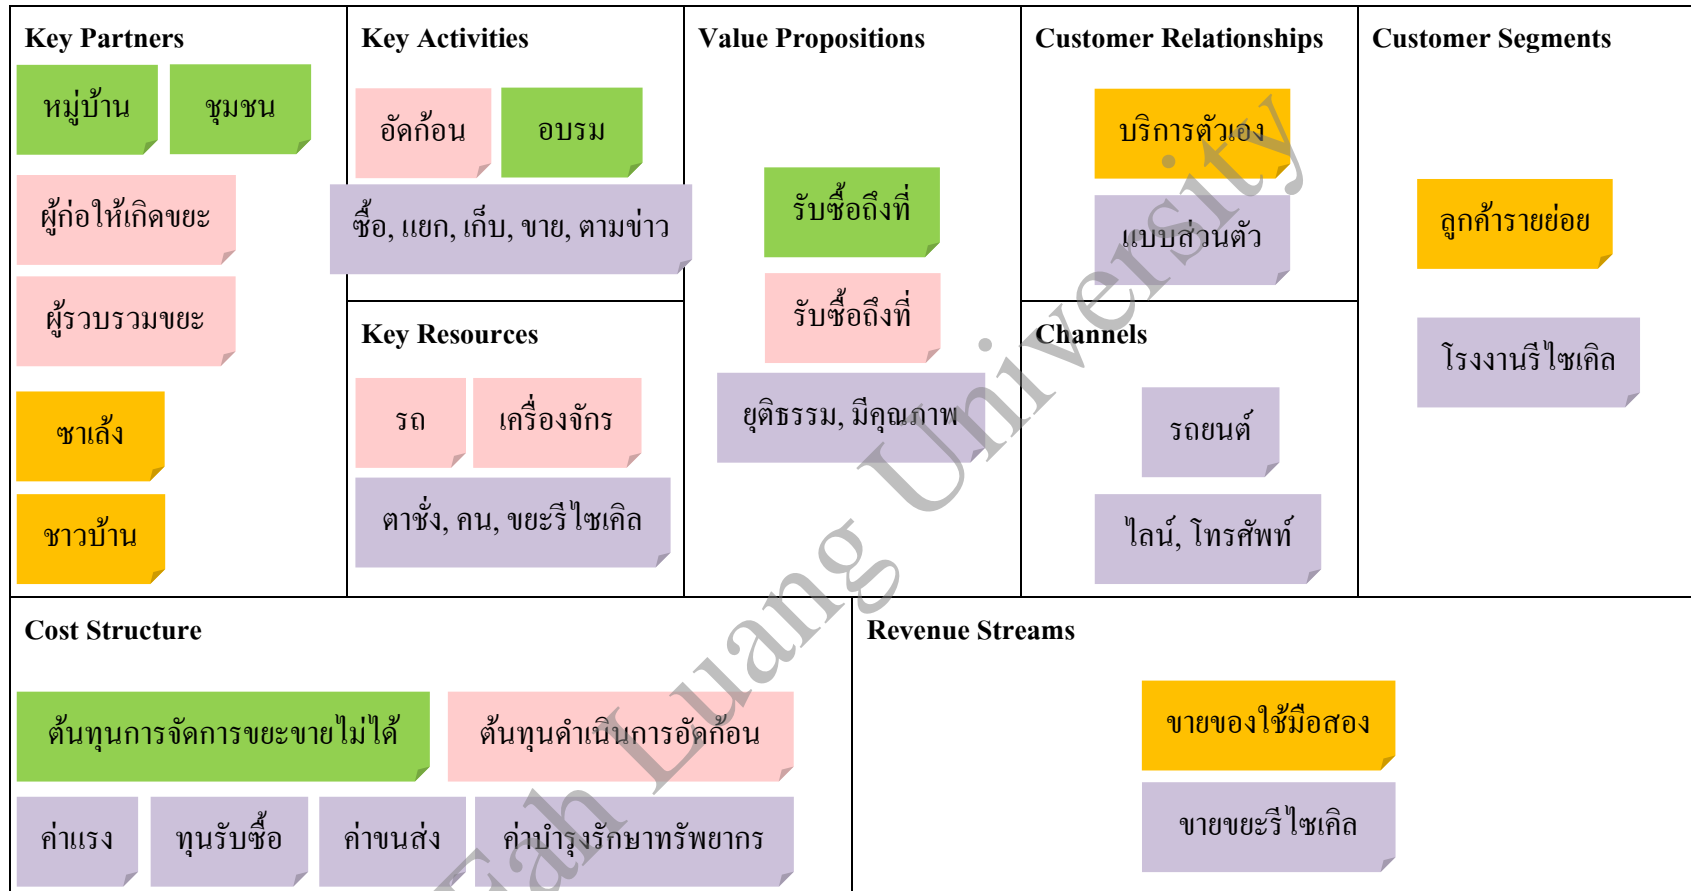 Key Partners
หมู่บ้าน
ชุมชน
ผู้ก่อให้เกิดขยะ
ผู้รวบรวมขยะ
ซาเล้ง
ชาวบ้าน
Key Activities
อัดก้อน
อบรม
ซื้อ, แยก, เก็บ, ขาย, ตามข่าว
Key Resources
รถ
เครื่องจักร
ตาชั่ง, คน, ขยะรีไซเคิล
Value Propositions
รับซื้อถึงที่
รับซื้อถึงที่
ยุติธรรม, มีคุณภาพ
Customer Relationships
บริการตัวเอง
แบบส่วนตัว
Channels
รถยนต์
ไลน์, โทรศัพท์
Customer Segments
ลูกค้ารายย่อย
โรงงานรีไซเคิล
Cost Structure
ต้นทุนการจัดการขยะขายไม่ได้
ต้นทุนดำเนินการอัดก้อน
ค่าแรง
ทุนรับซื้อ
ค่าขนส่ง
ค่าบำรุงรักษาทรัพยากร
Revenue Streams
ขายของใช้มือสอง
ขายขยะรีไซเคิล
Fah Luang University